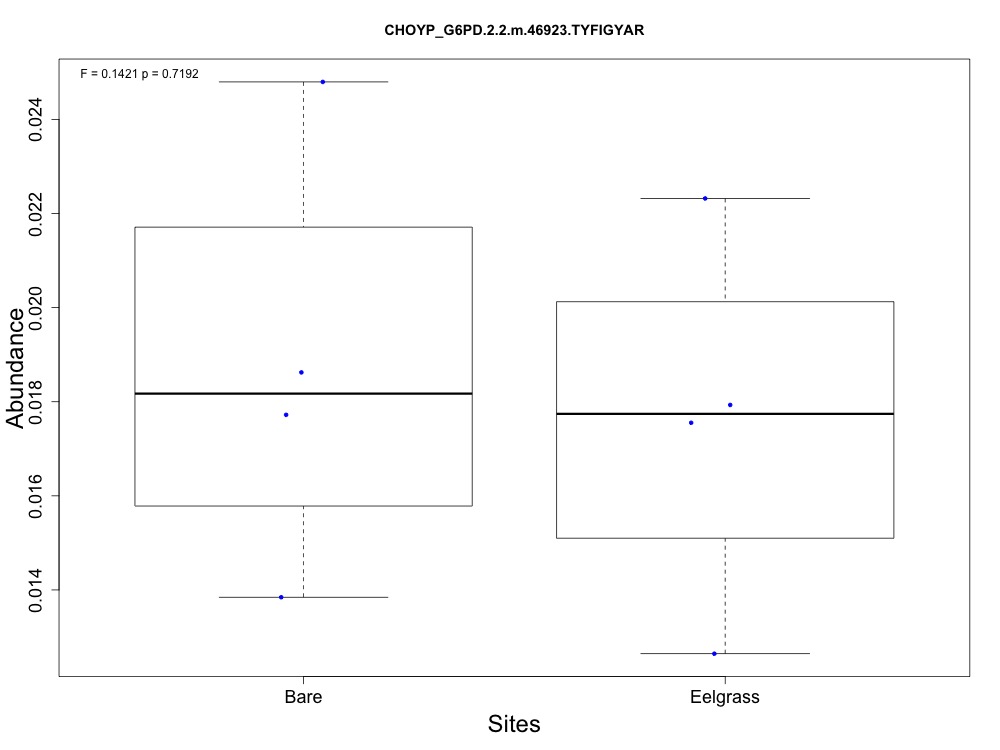 CHOYP_G6PD.2.2.m.46923.TYFIGYAR
F = 0.1421 p = 0.7192
0.024
0.022
0.020
0.018
0.016
0.014
Abundance
Bare
Eelgrass
Sites